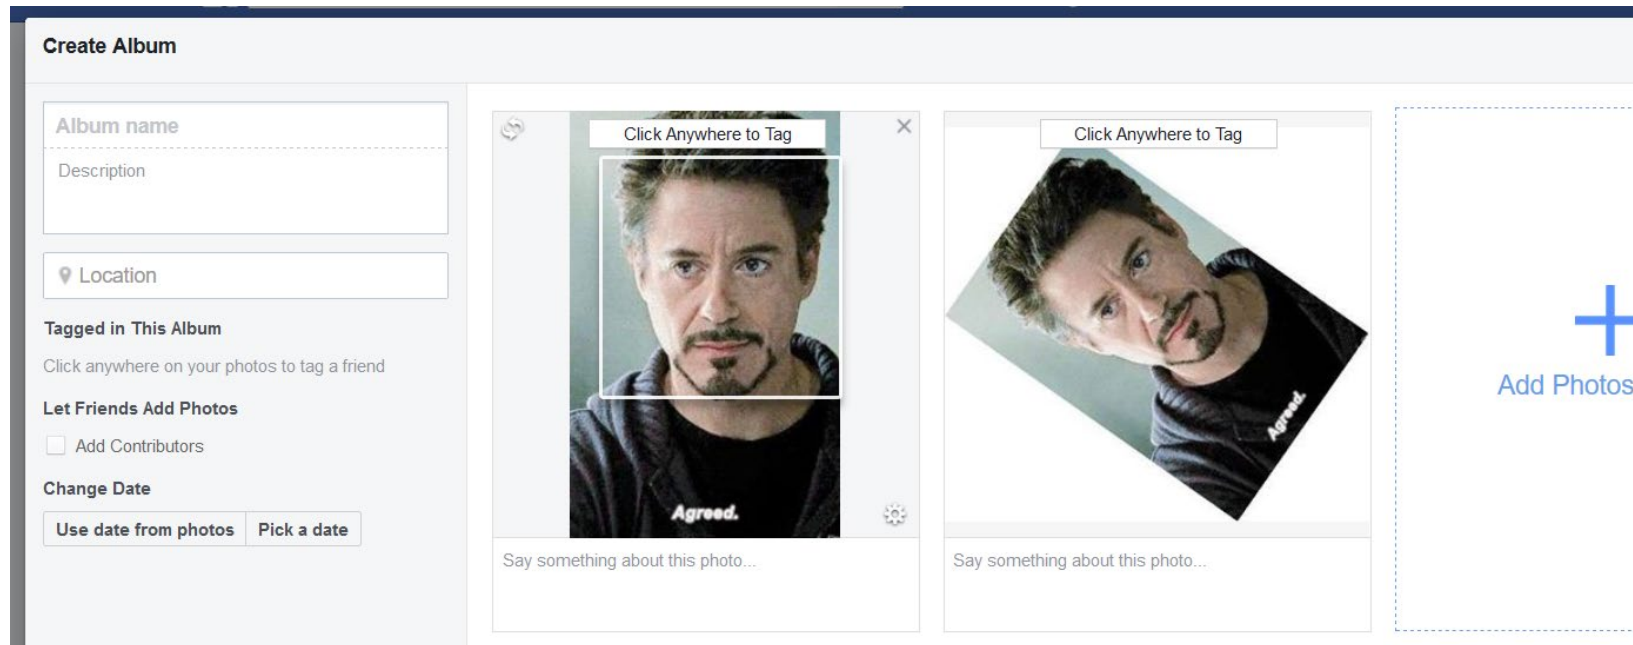 Create Album
Album name
Description
Location
Tagged in This Album
Click anywhere on your photos to tag a friend
Let Friends Add Photos
Add Contributors
Change Date
Use date from photos Pick a date
Click Anywhere to Tag
Agreed.
Say something about this photo...
Click Anywhere to Tag
Agreed.
Say something about this photo...
Add Photos